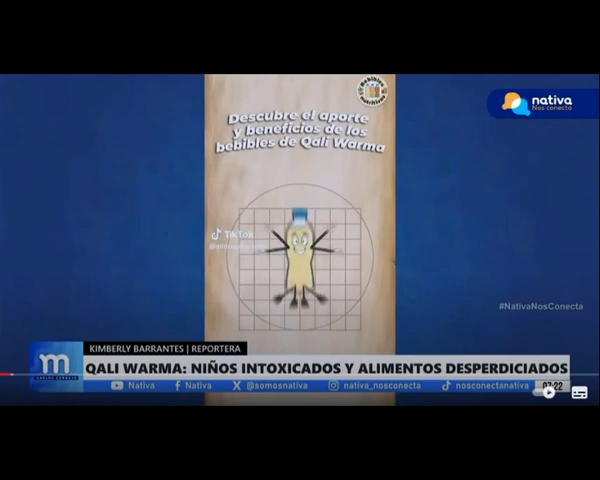 Bebibles
nutritivos
nativa
Nos conecta
Descubre el aporte
y beneficios de los
bebibles de Qali Warma
TikTok
#NativaNosConecta
KIMBERLY BARRANTES | REPORTERA
m
QALI WARMA: NIÑOS INTOXICADOS Y ALIMENTOS DESPERDICIADOS
Nativa
Nativa
@somosnativa
nativa_nosconecta
nosconectanativa
07:22